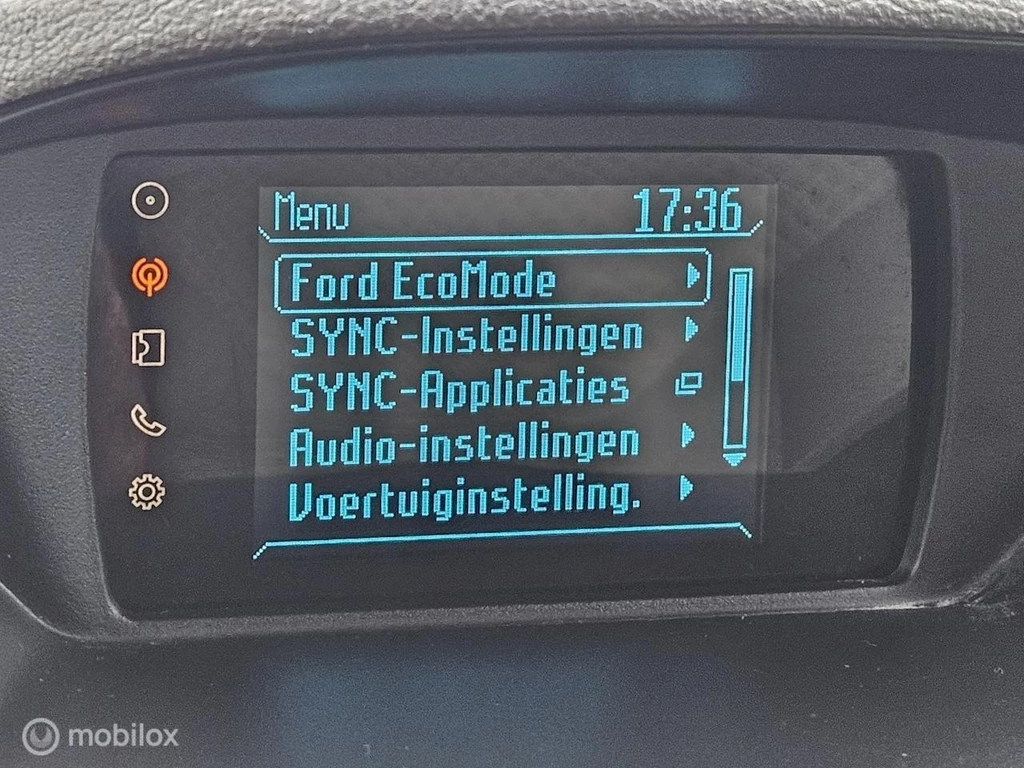 Menu 17:36
Ford EcoMode
SYNC-Instellingen
SYNC-Applicaties
Audio-instellingen
Voertuiginstelling.
mobilox